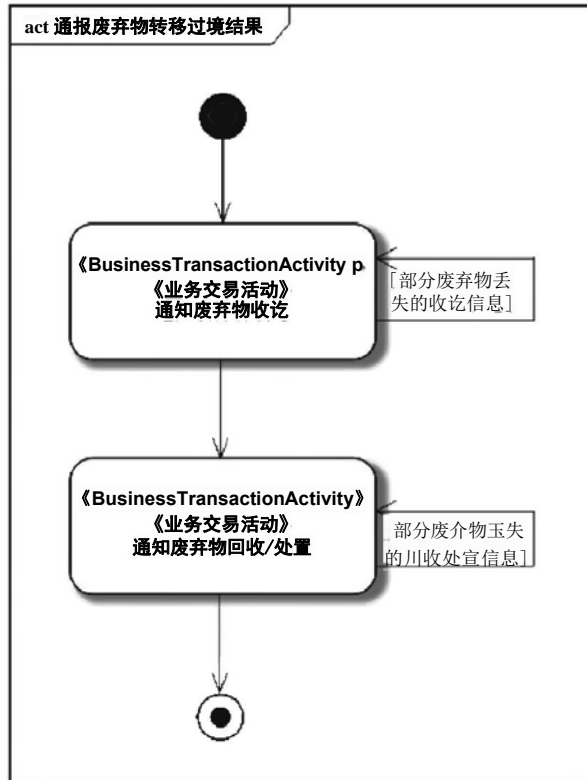 act 通报废弃物转移过境结果
《BusinessTransactionActivity p
《业务交易活动》
通知废弃物收讫
[部分废弃物丢
失的收讫信息]
《BusinessTransactionActivity》
《业务交易活动》
通知废弃物回收/处置
部分废介物玉失
的川收处宣信息]